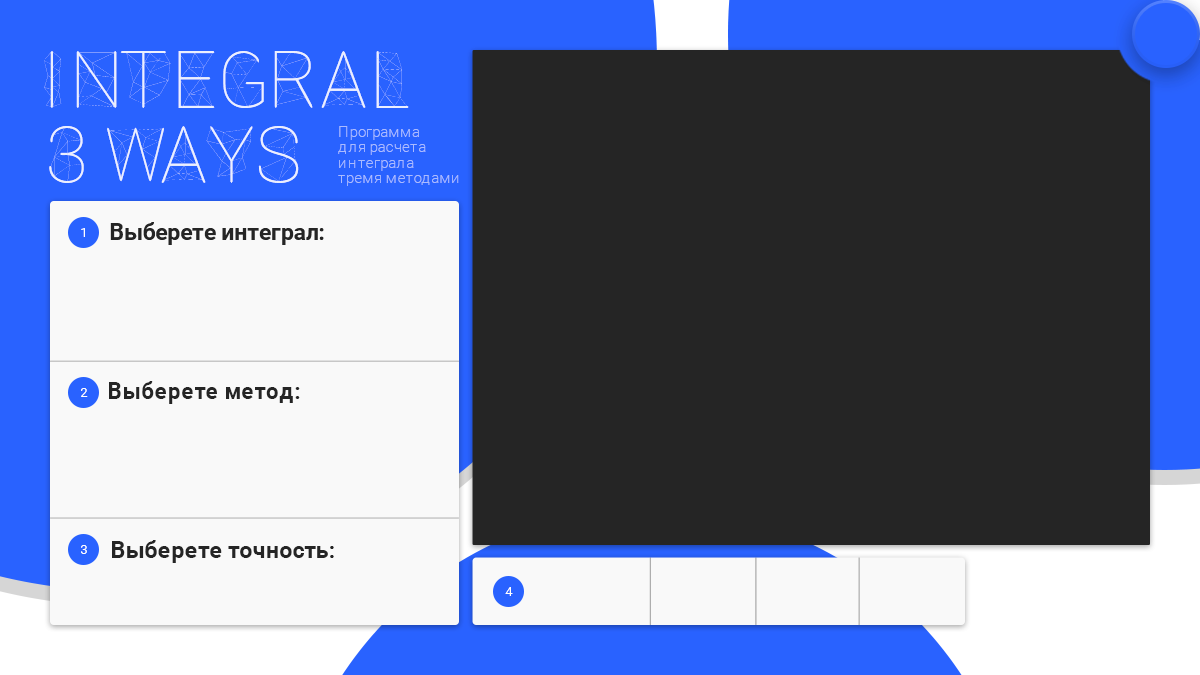 INTEGRAL
3 WAYS
Программа
для расчета
интеграла
тремя методами
1 Выберете интеграл:
2 Выберете метод:
3 Выберете точность:
4